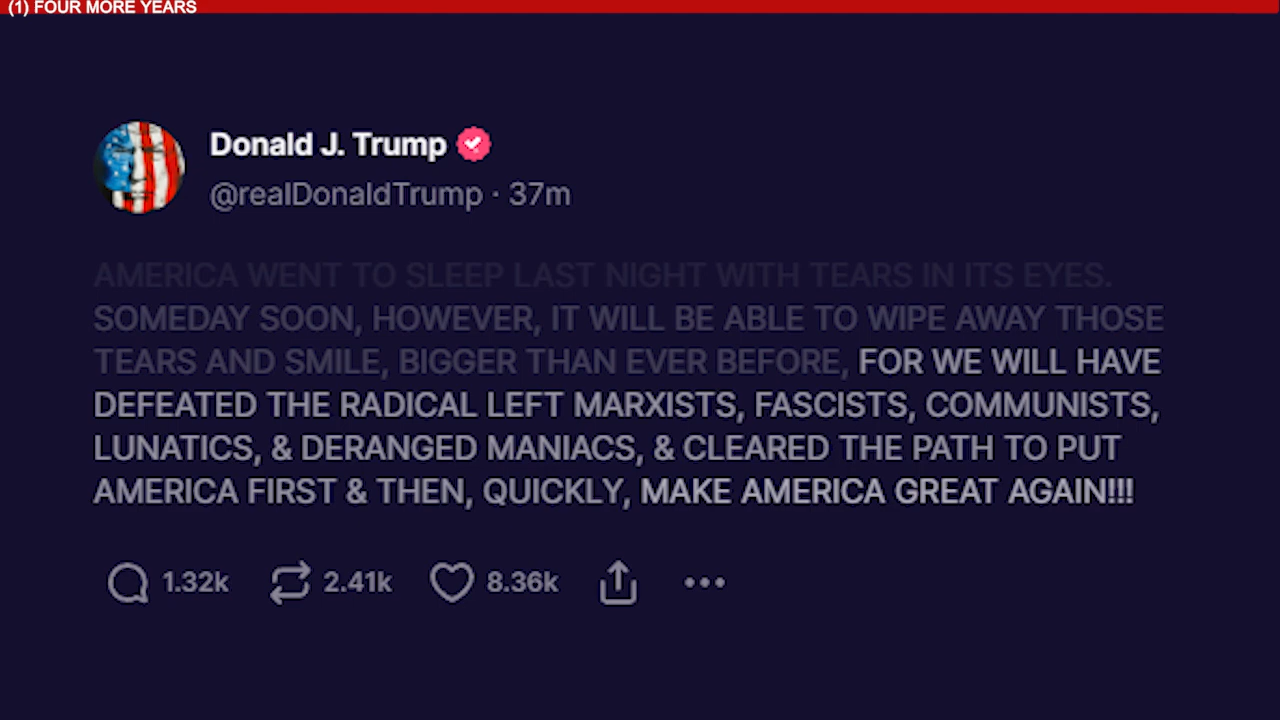 (1) FOUR MORE YEARS
Donald J. Trump
@realDonaldTrump · 37m
AMERICA WENT TO SLEEP LAST NIGHT WITH TEARS IN ITS EYES.
SOMEDAY SOON, HOWEVER, IT WILL BE ABLE TO WIPE AWAY THOSE
TEARS AND SMILE, BIGGER THAN EVER BEFORE, FOR WE WILL HAVE
DEFEATED THE RADICAL LEFT MARXISTS, FASCISTS, COMMUNISTS,
LUNATICS, & DERANGED MANIACS, & CLEARED THE PATH TO PUT
AMERICA FIRST & THEN, QUICKLY, MAKE AMERICA GREAT AGAIN!!!
1.32k 2.41k 8.36k